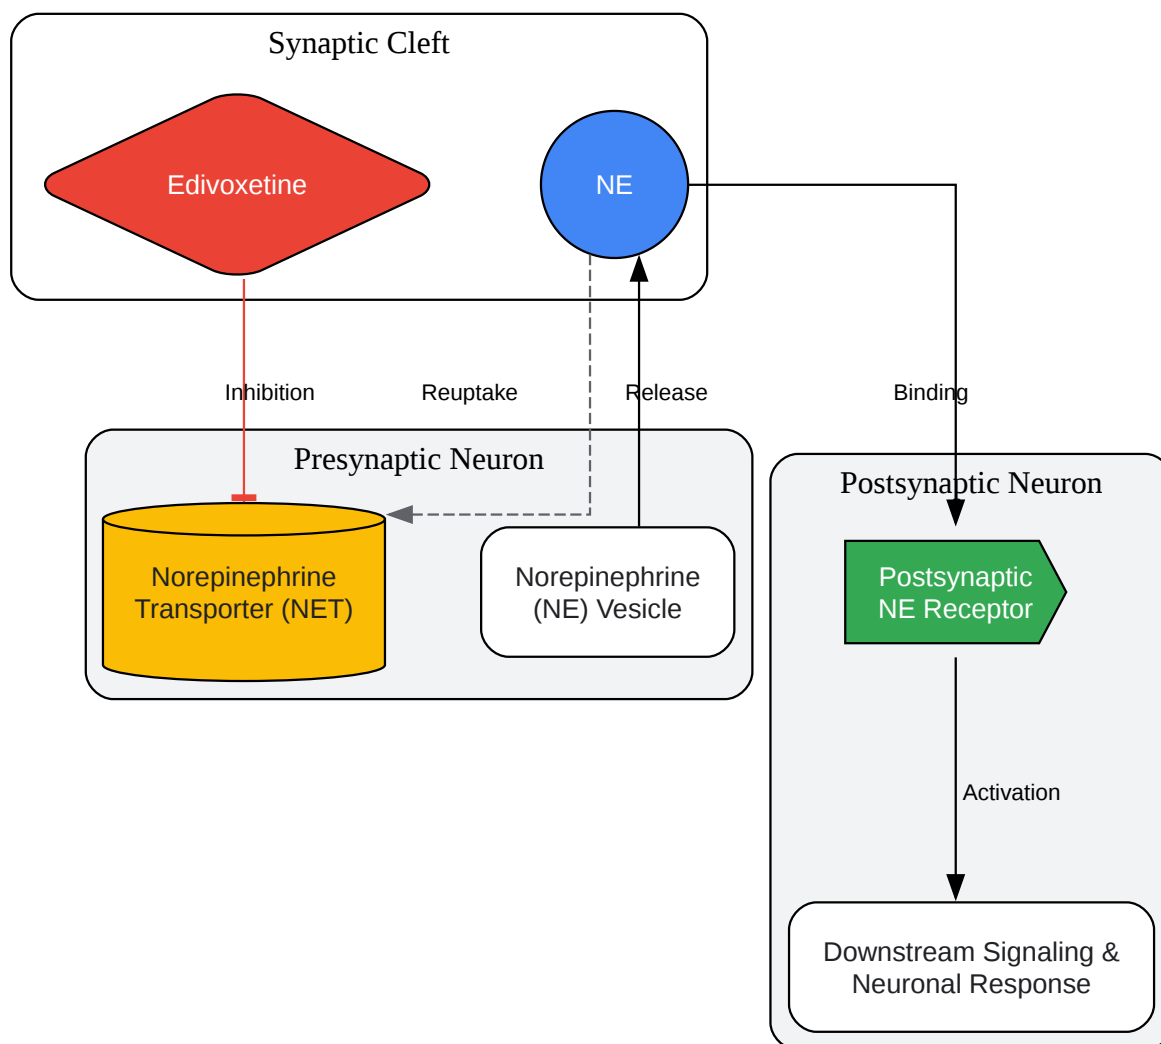 Synaptic Cleft
Edivoxetine
NE
Inhibition
Reuptake
Release
Binding
Presynaptic Neuron
Postsynaptic Neuron
Norepinephrine
Transporter (NET)
Norepinephrine
(NE) Vesicle
Postsynaptic
NE Receptor
Activation
Downstream Signaling &
Neuronal Response